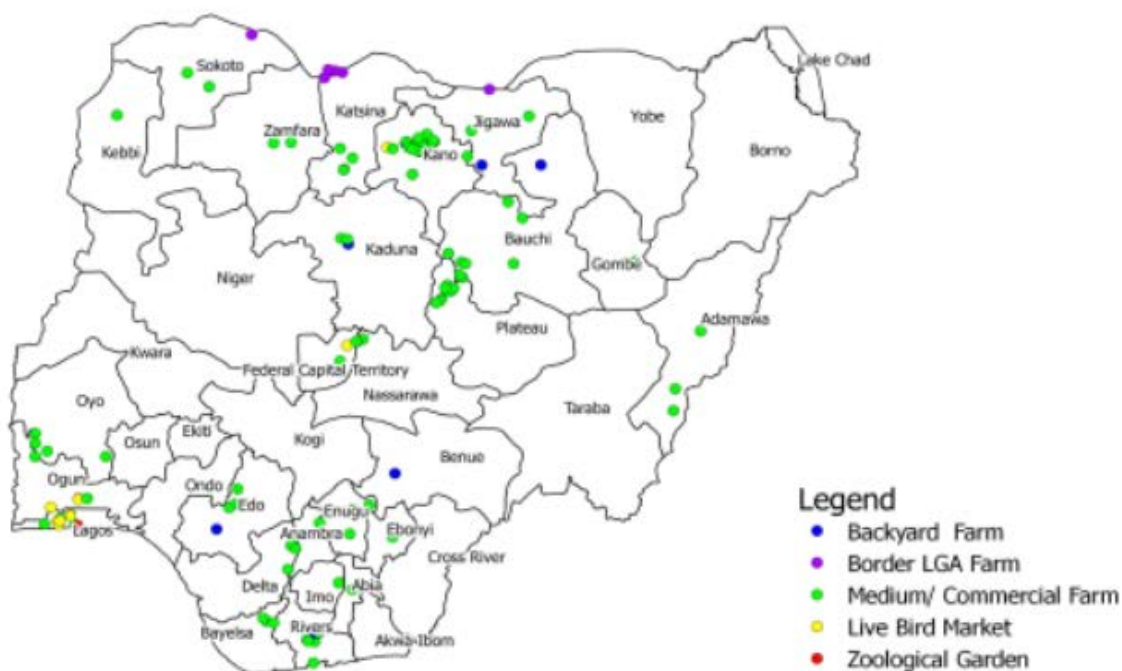 Lake Chad
Sokoto
Katsina
Jigawa
Yobe
Zamfara
Kebbi
Kano
Borno
Bauchi
Kaduna
Gombe
Niger
Plateau
Adamawa
Kwara
Federal Capital Territory
Nassarawa
Oyo
Taraba
Osun
Ekiti
Kogi
Benue
Ogun
Ondo
Edo
Enugu
Lagos
Anambra
Ebonyi
Cross River
Delta
Imo
Abia
Bayelsa
Rivers
Akwa-Ibom
Legend
Backyard Farm
Border LGA Farm
Medium/ Commercial Farm
Live Bird Market
Zoological Garden